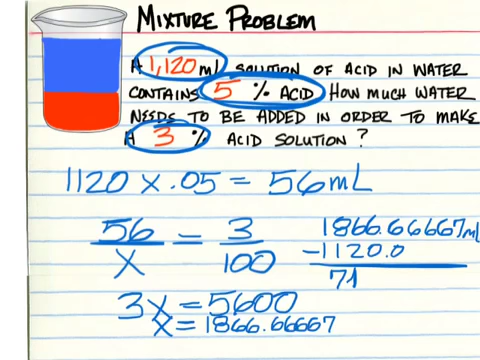 MIXTURE PROBLEM
A 1,120 ml SOLUTION OF ACID IN WATER
CONTAINS 5 % ACID HOW MUCH WATER
NEEDS TO BE ADDED IN ORDER TO MAKE
A 3 % ACID SOLUTION ?
1120 x .05 = 56mL
56/x = 3/100
3x = 5600
x = 1866.66667
1866.66667mL
-1120.0
71